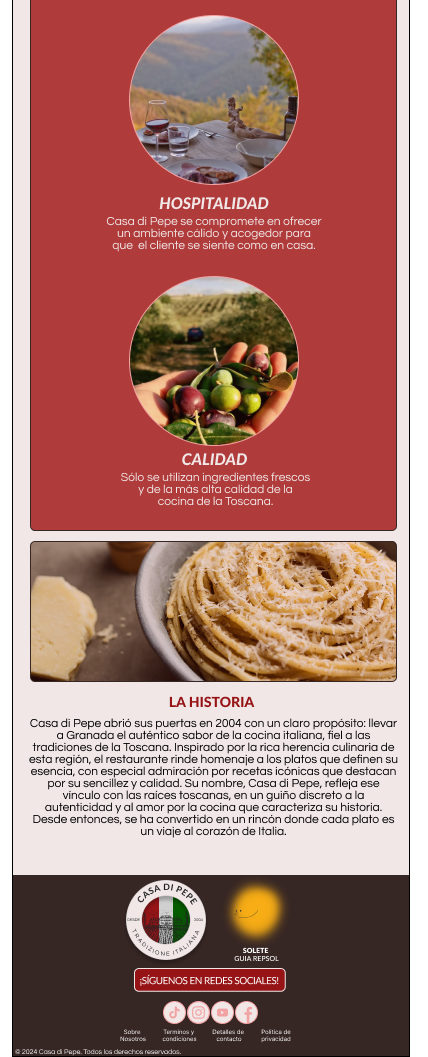 HOSPITALIDAD
Casa di Pepe se compromete en ofrecer
un ambiente cálido y acogedor para
que el cliente se siente como en casa.
CALIDAD
Sólo se utilizan ingredientes frescos
y de la más alta calidad de la
cocina de la Toscana.
LA HISTORIA
Casa di Pepe abrió sus puertas en 2004 con un claro propósito: llevar
a Granada el auténtico sabor de la cocina italiana, fiel a las
tradiciones de la Toscana. Inspirado por la rica herencia culinaria de
esta región, el restaurante rinde homenaje a los platos que definen su
esencia, con especial admiración por recetas icónicas que destacan
por su sencillez y calidad. Su nombre, Casa di Pepe, refleja ese
vínculo con las raíces toscanas, en un guiño discreto a la
autenticidad y al amor por la cocina que caracteriza su historia.
Desde entonces, se ha convertido en un rincón donde cada plato es
un viaje al corazón de Italia.
CASA DI PEPE
DESDE 2004
TRADIZIONE ITALIANA
SOLETE
GUIA REPSOL
¡SÍGUENOS EN REDES SOCIALES!
Sobre Nosotros
Terminos y condiciones
Detalles de contacto
Política de privacidad
© 2024 Casa di Pepe. Todos los derechos reservados.